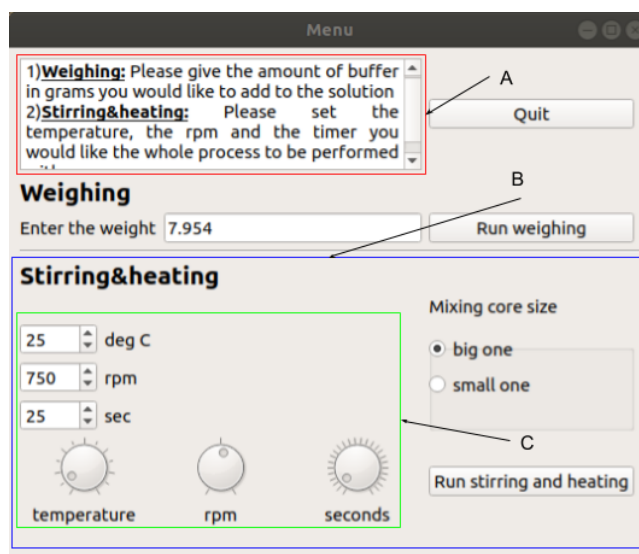 Menu
1)Weighing: Please give the amount of buffer
in grams you would like to add to the solution
2)Stirring&heating: Please set the
temperature, the rpm and the timer you
would like the whole process to be performed
A
Quit
Weighing
B
Enter the weight 7.954 Run weighing
Stirring&heating
Mixing core size
25 deg C
big one
750 rpm
small one
25 sec
C
temperature rpm seconds
Run stirring and heating